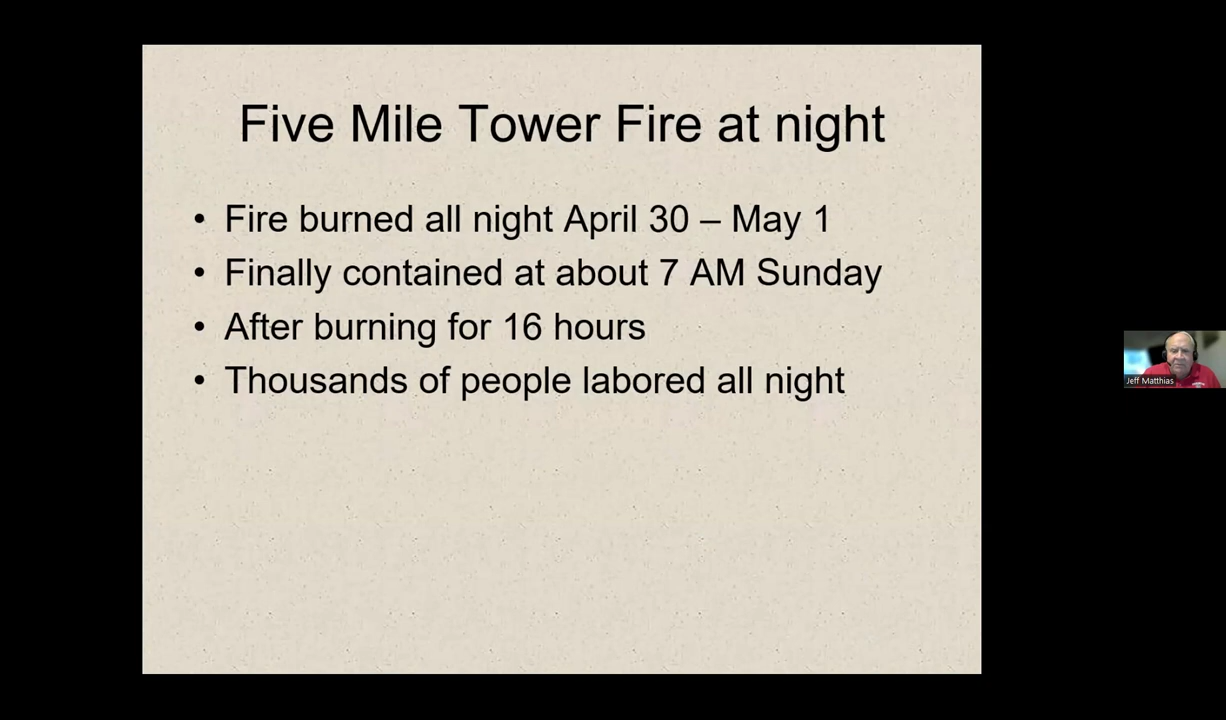 Five Mile Tower Fire at night
• Fire burned all night April 30 – May 1
• Finally contained at about 7 AM Sunday
• After burning for 16 hours
• Thousands of people labored all night
Jeff Matthias